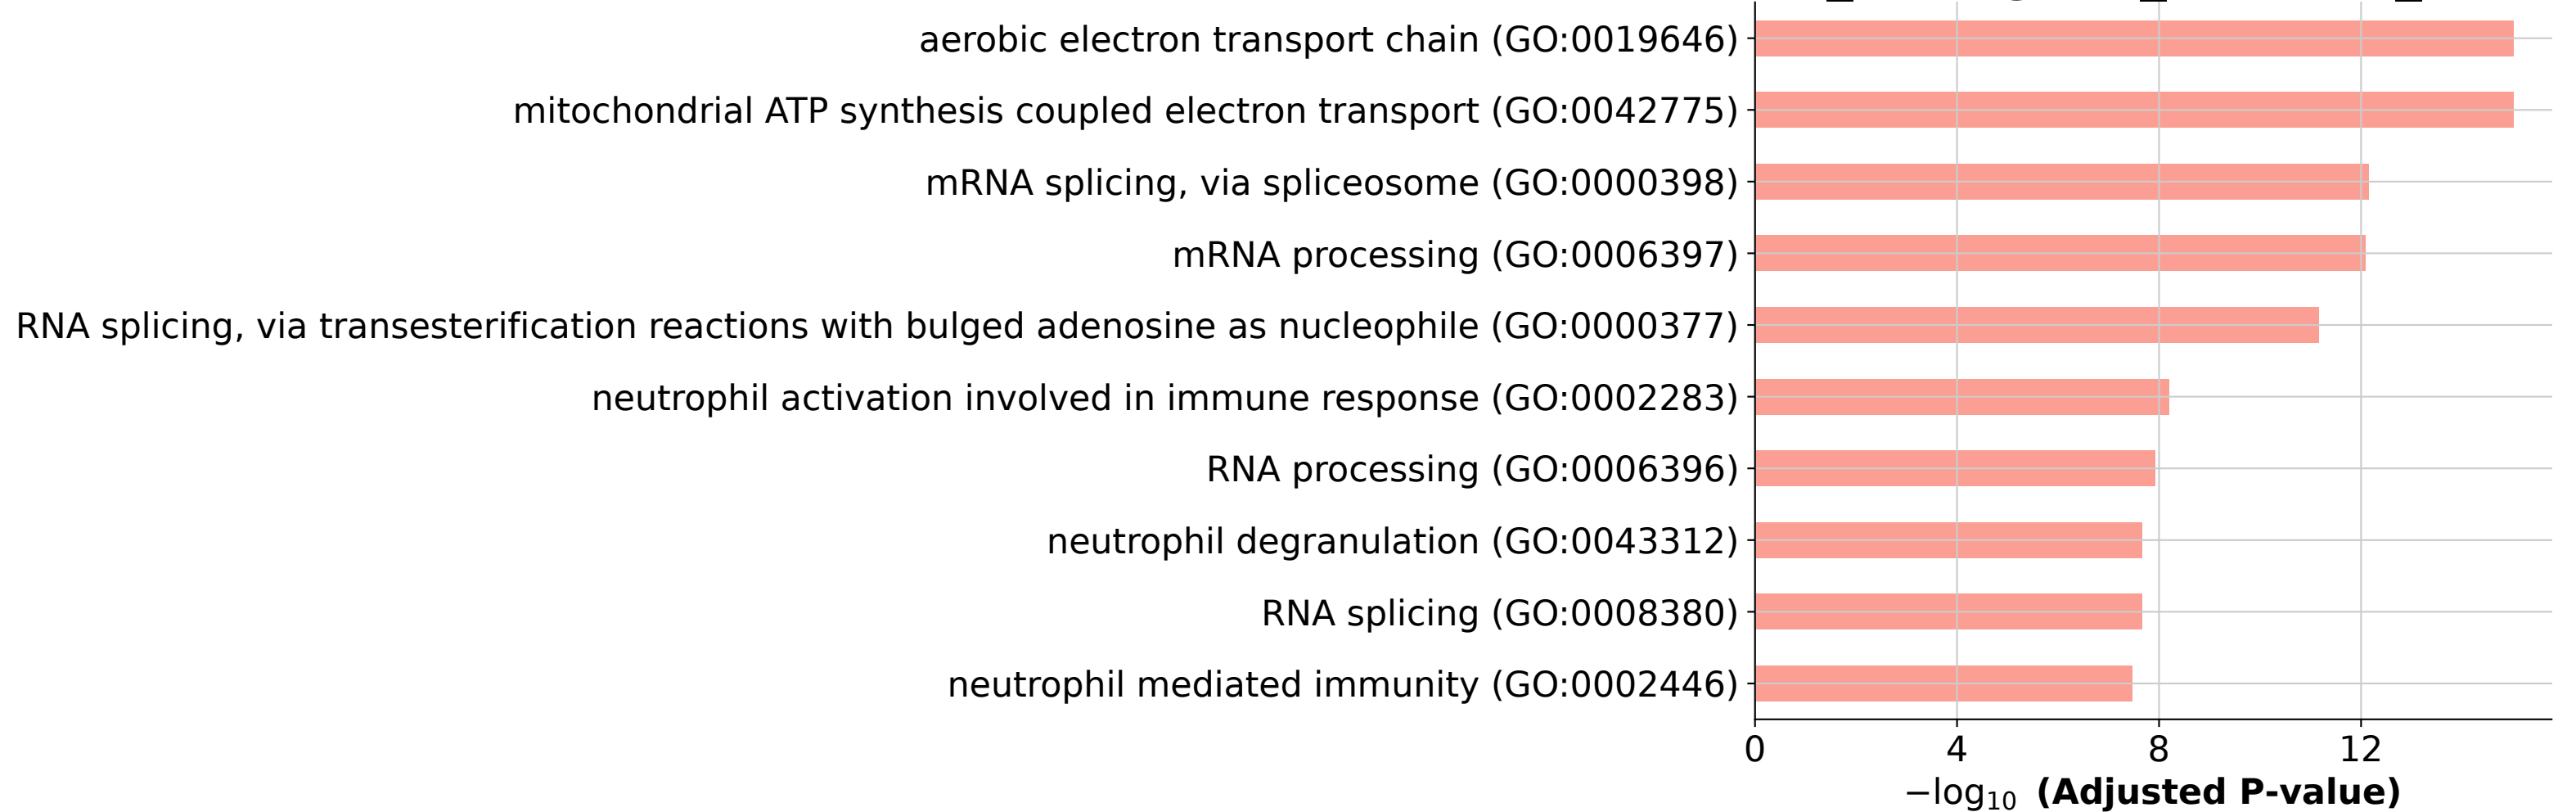 aerobic electron transport chain (GO:0019646)
mitochondrial ATP synthesis coupled electron transport (GO:0042775)
mRNA splicing, via spliceosome (GO:0000398)
mRNA processing (GO:0006397)
RNA splicing, via transesterification reactions with bulged adenosine as nucleophile (GO:0000377)
neutrophil activation involved in immune response (GO:0002283)
RNA processing (GO:0006396)
neutrophil degranulation (GO:0043312)
RNA splicing (GO:0008380)
neutrophil mediated immunity (GO:0002446)
0 4 8 12
−log₁₀ (Adjusted P-value)